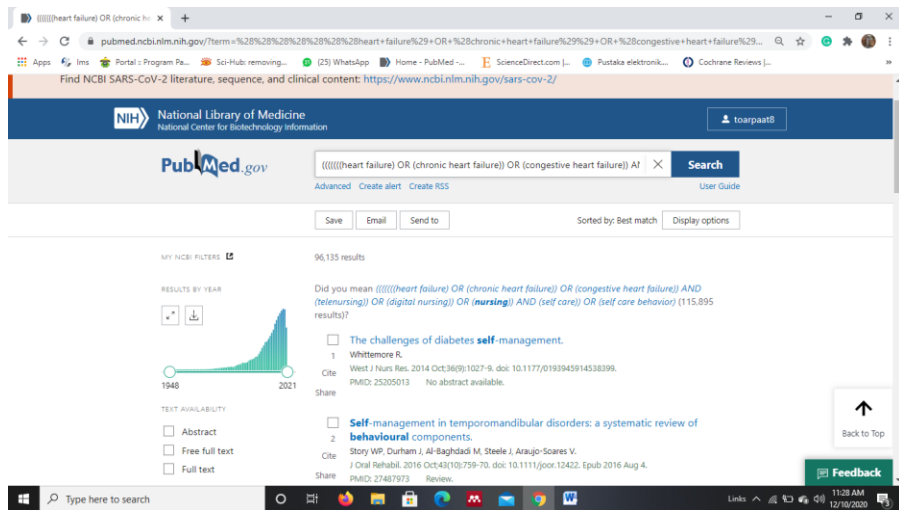 ((((((heart failure) OR (chronic he
pubmed.ncbi.nlm.nih.gov/?term=%28%28%28%28%28%28%28heart+failure%29+OR+%28chronic+heart+failure%29%29+OR+%28congestive+heart+failure%29...
Apps Ims Portal : Program Pa... Sci-Hub: removing... (25) WhatsApp Home - PubMed -... ScienceDirect.com |... Pustaka elektronik.... Cochrane Reviews |...
Find NCBI SARS-CoV-2 literature, sequence, and clinical content: https://www.ncbi.nlm.nih.gov/sars-cov-2/
NIH National Library of Medicine
National Center for Biotechnology Information
toarpaat8
PubMed.gov
((((((heart failure) OR (chronic heart failure)) OR (congestive heart failure)) AN
Search
Advanced Create alert Create RSS User Guide
Save Email Send to Sorted by: Best match Display options
MY NCBI FILTERS
96,135 results
RESULTS BY YEAR
Did you mean ((((((heart failure) OR (chronic heart failure)) OR (congestive heart failure)) AND
(telenursing)) OR (digital nursing)) OR (nursing)) AND (self care)) OR (self care behavior) (115,895
results)?
1948 2021
The challenges of diabetes self-management.
1 Whittemore R.
Cite West J Nurs Res. 2014 Oct;36(9):1027-9. doi: 10.1177/0193945914538399.
PMID: 25205013 No abstract available.
Share
TEXT AVAILABILITY
Abstract
Free full text
Full text
Self-management in temporomandibular disorders: a systematic review of
2 behavioural components.
Story WP, Durham J, Al-Baghdadi M, Steele J, Araujo-Soares V.
Cite J Oral Rehabil. 2016 Oct;43(10):759-70. doi: 10.1111/joor.12422. Epub 2016 Aug 4.
Share PMID: 27487973 Review.
Back to Top
Feedback
Type here to search
Links
11:28 AM
12/10/2020